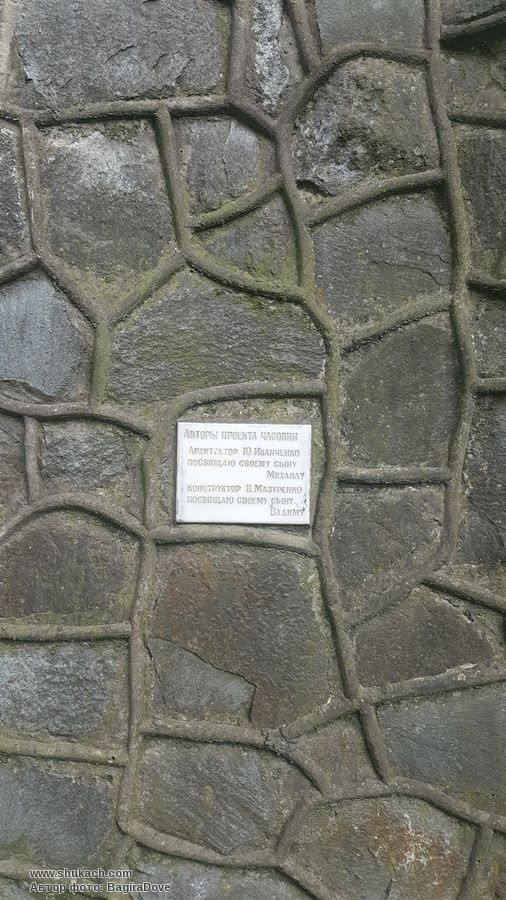 Авторы проекта часовни
Архитектор Ю.Иванченко
посвящаю своему сыну
Михаилу
конструктор В.Мазуренко
посвящаю своему сыну
Вадиму
www.shukach.com
Автор фото: BagiraDove